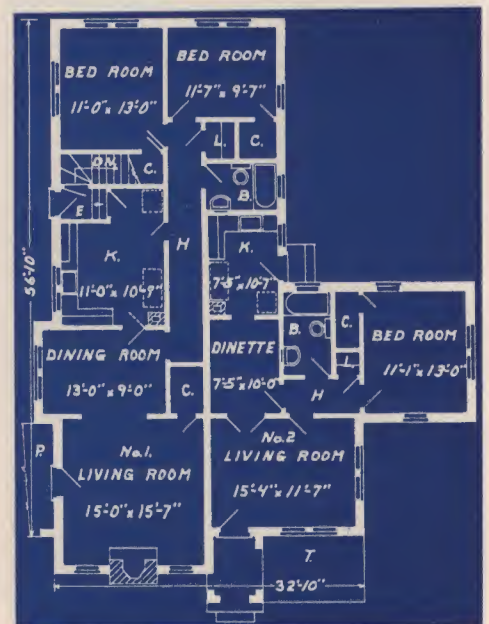 BED ROOM
11'-0" x 13'-0"
BED ROOM
11'-7" x 9'-7"
L.
C.
DN.
C.
B.
E
K.
11'-0" x 10'-9"
H
K.
7'-5" x 10'-7"
56'-10"
DINING ROOM
13'-0" x 9'-0"
C.
DINETTE
7'-5" x 10'-0"
B.
C.
L.
H
BED ROOM
11'-1" x 13'-0"
P.
No.1.
LIVING ROOM
15'-0" x 15'-7"
No.2
LIVING ROOM
15'-4" x 11'-7"
T.
32'-10"